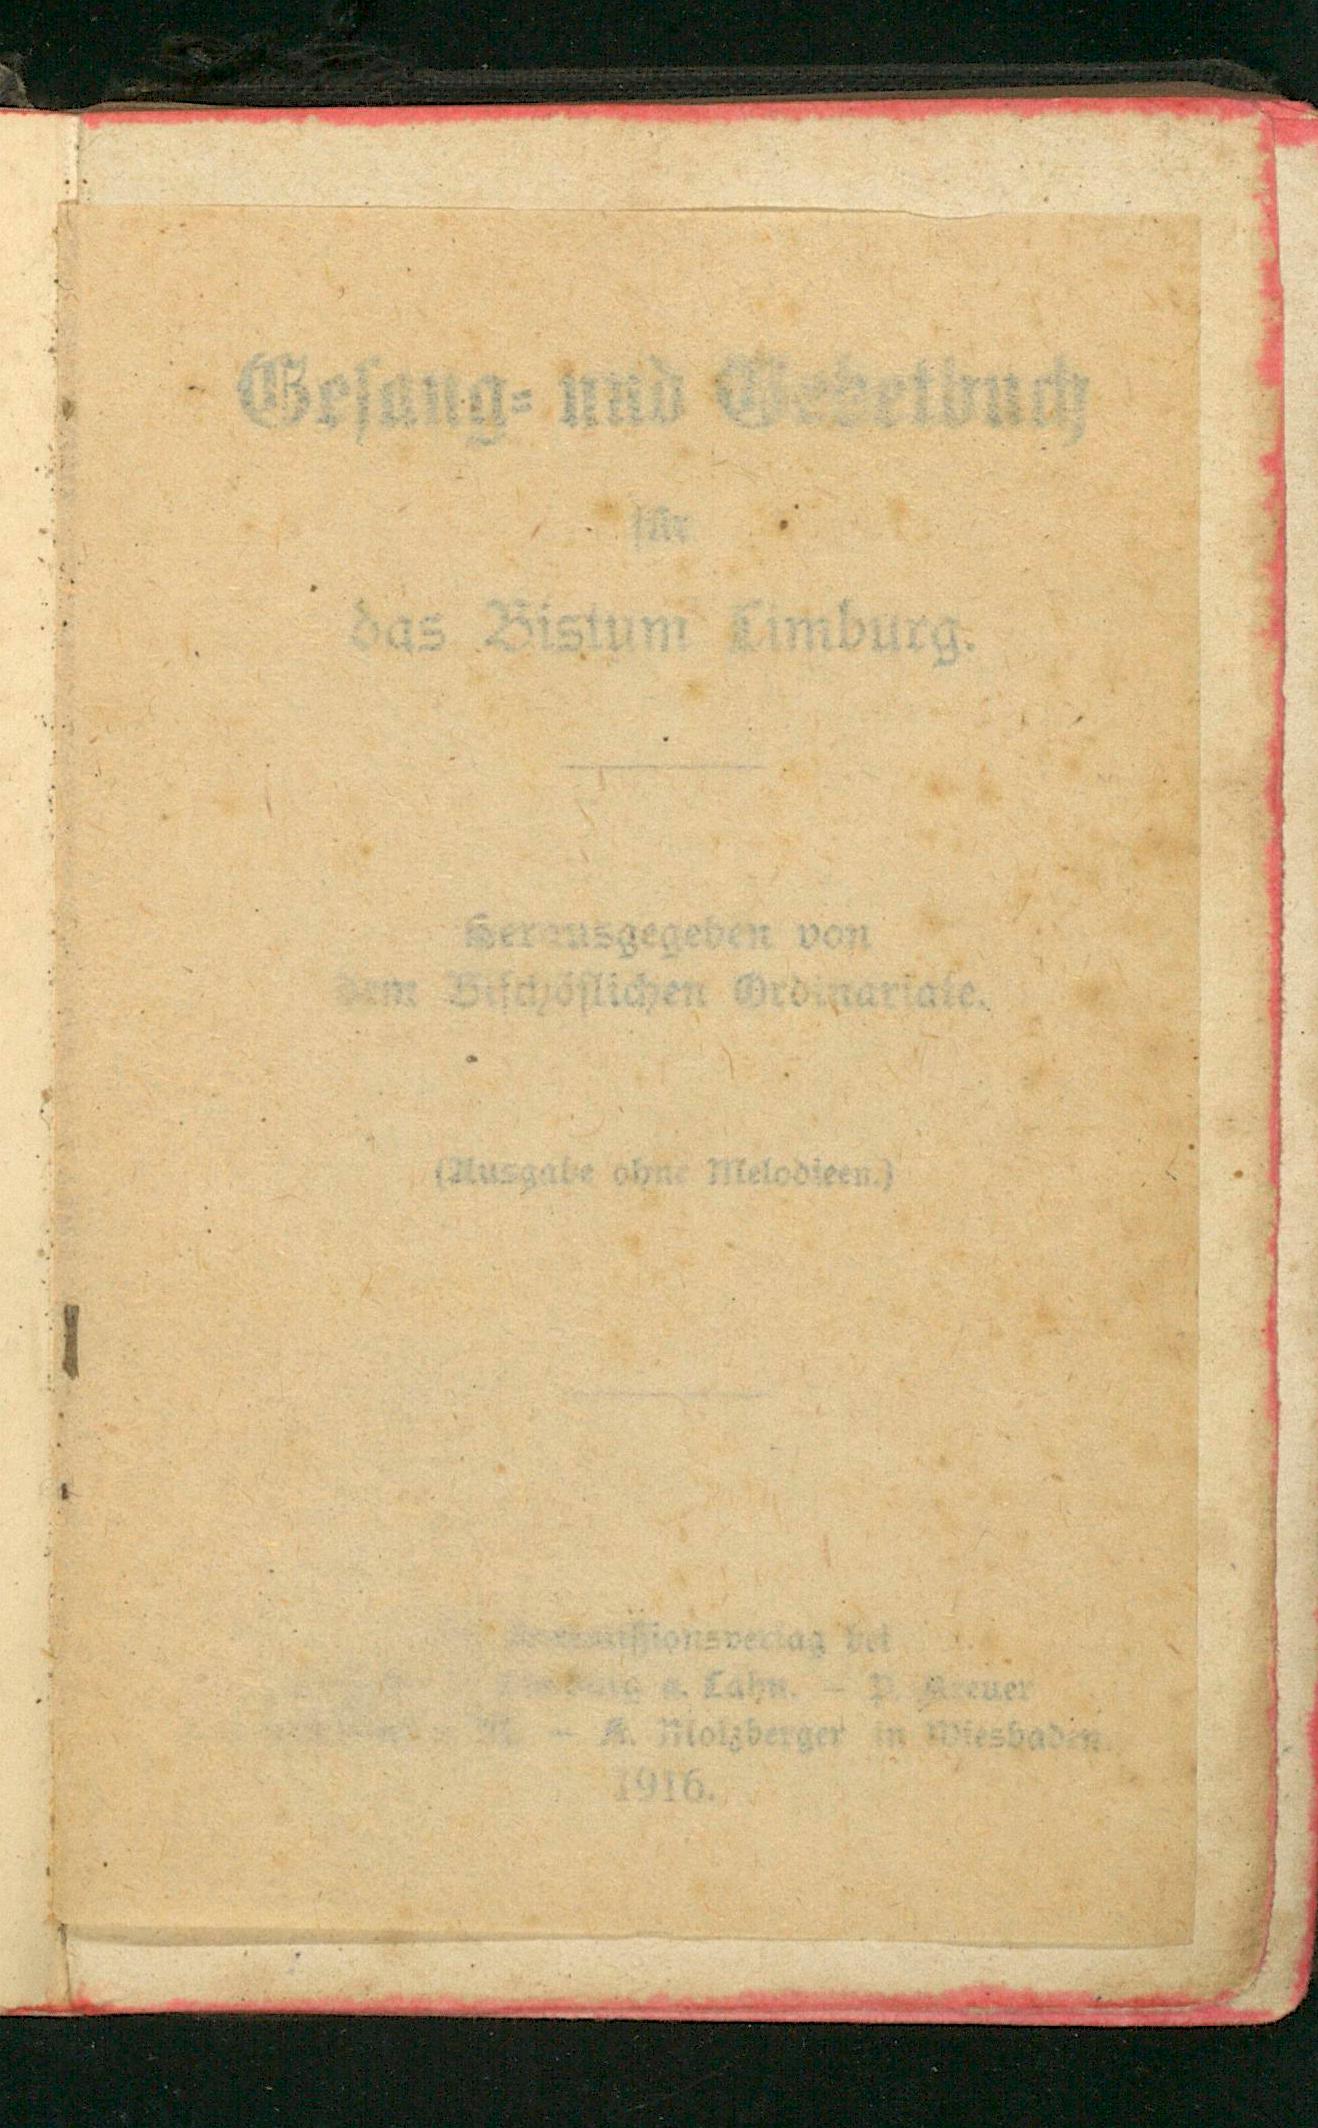 Gesang- und Gebetbuch
für
das Bistum Limburg.
Herausgegeben von
dem Bischöflichen Ordinariate.
(Ausgabe ohne Melodieen.)
Kommissionsverlag bei
Limburg a. Lahn. – P. Kreuer
– A. Molzberger in Wiesbaden.
1916.